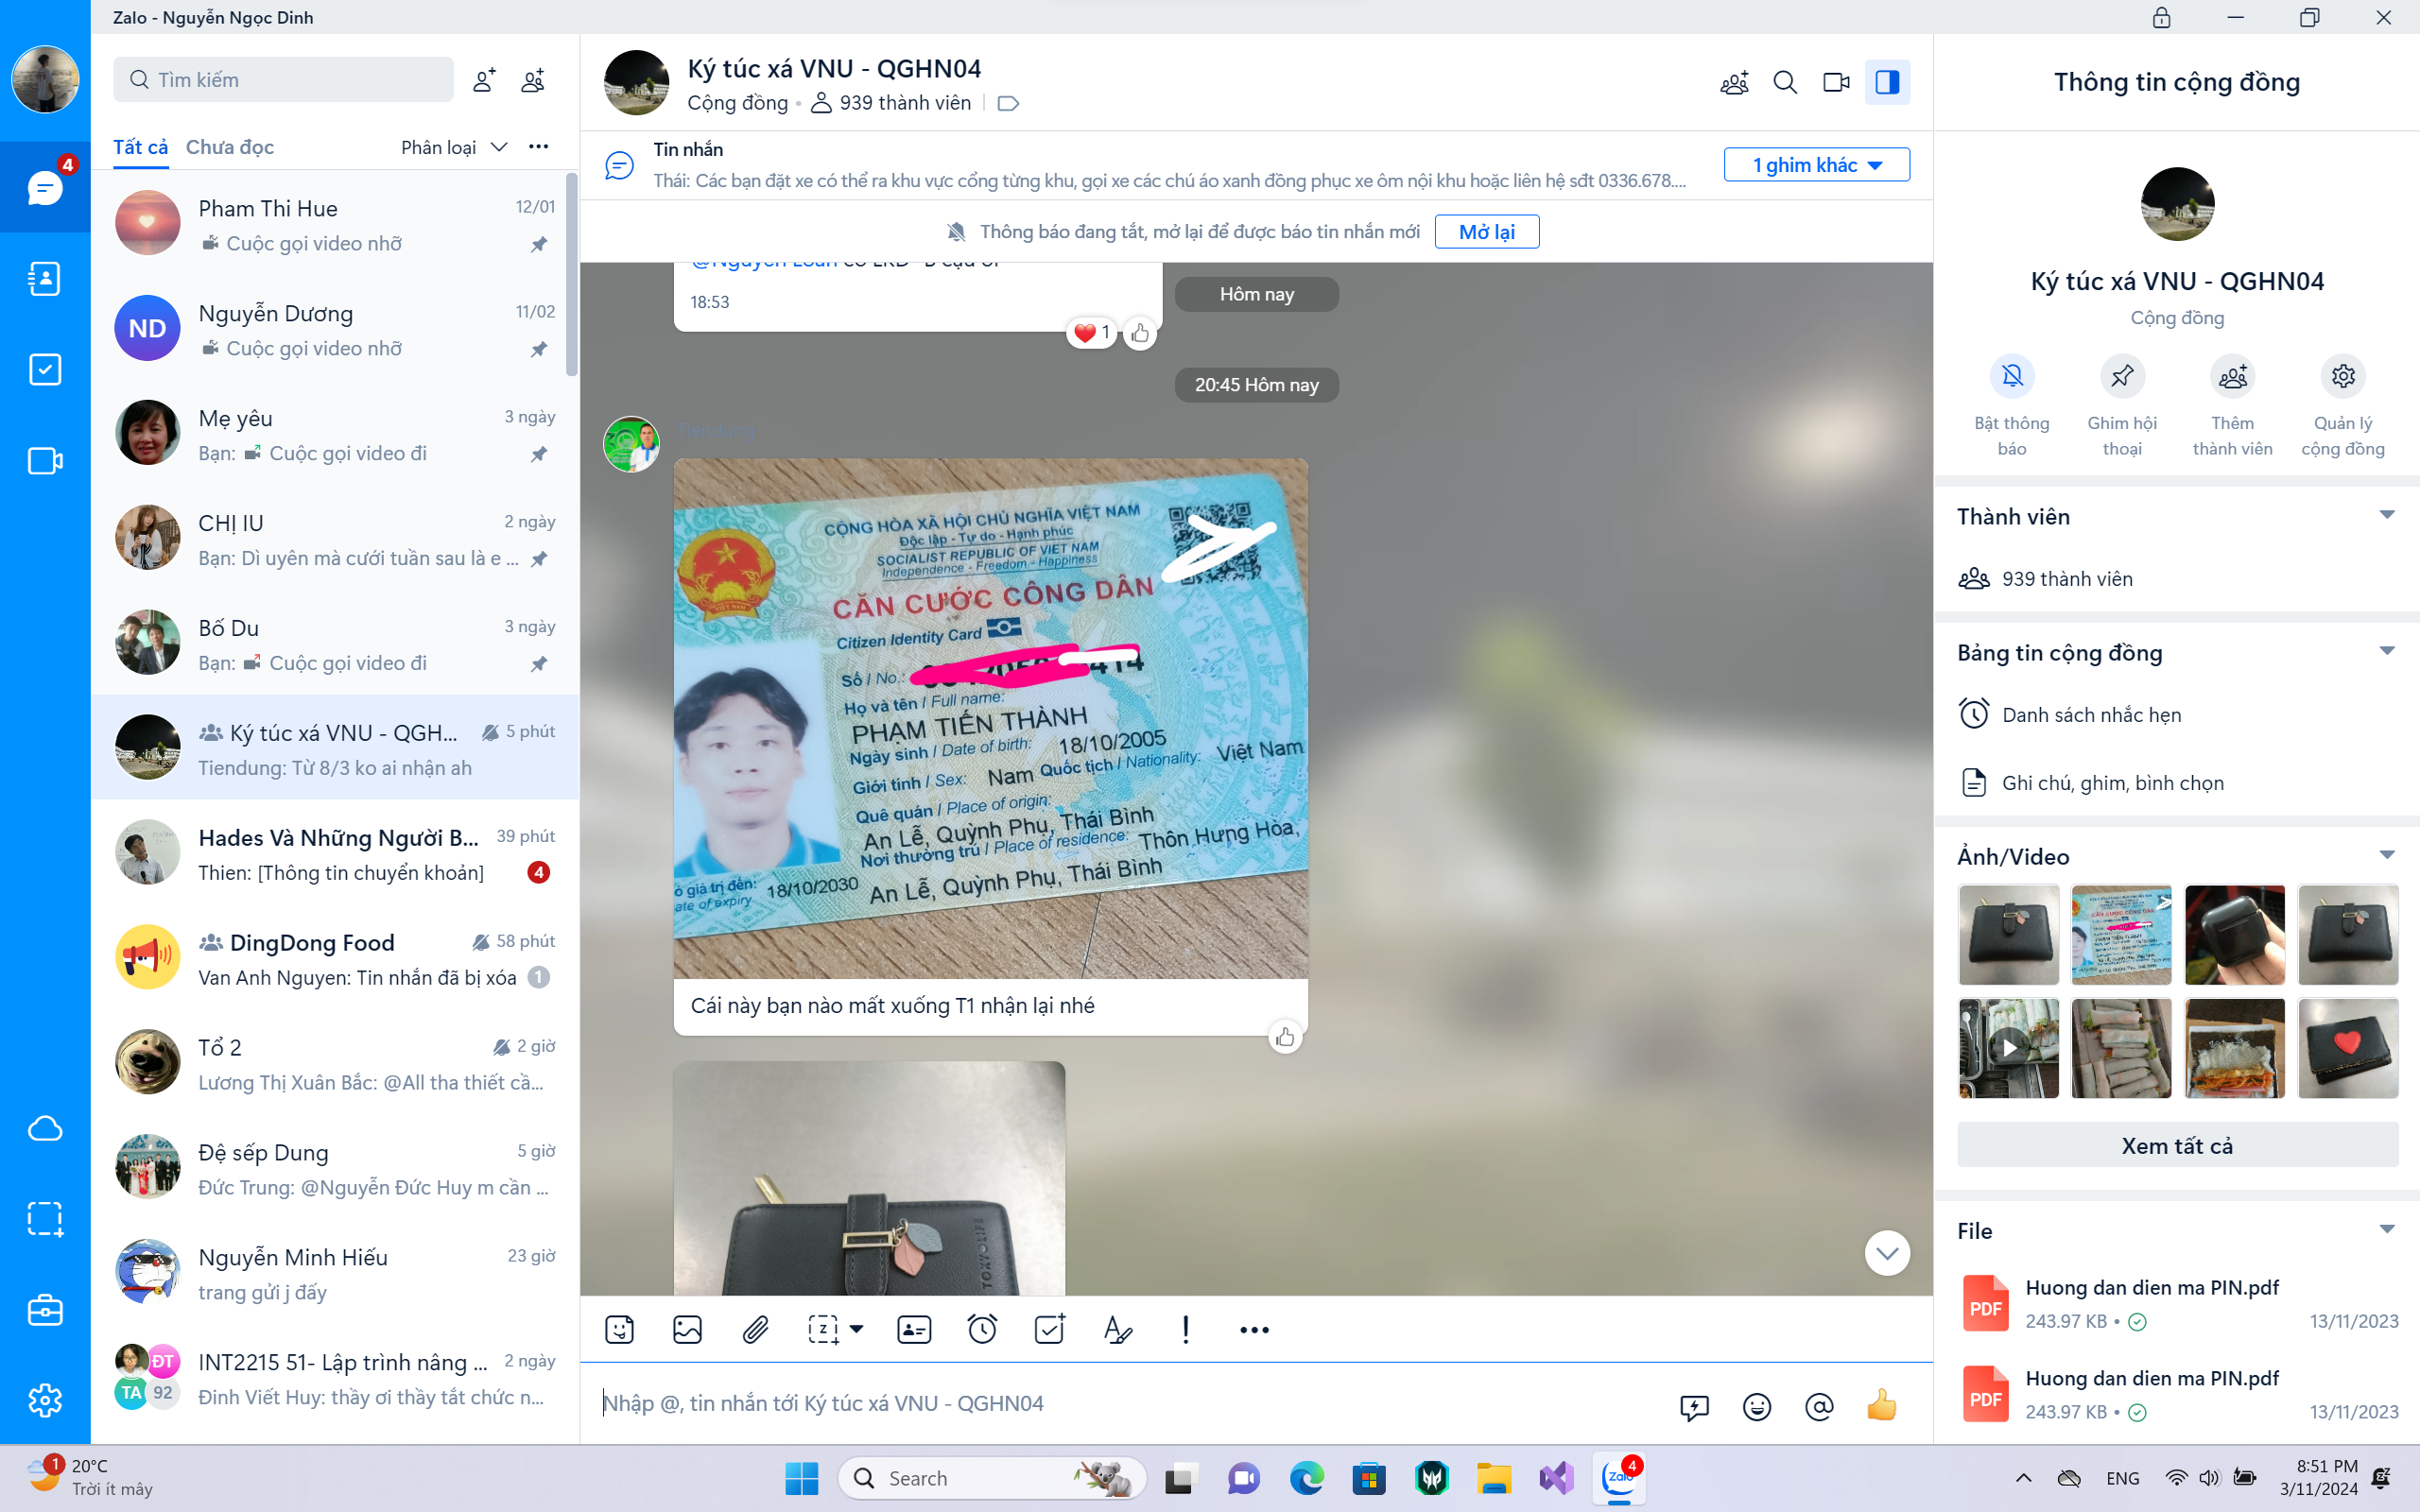 Zalo - Nguyễn Ngọc Dinh
Tìm kiếm
Tất cả
Chưa đọc
Phân loại
4
Pham Thi Hue
12/01
Cuộc gọi video nhỡ
ND
Nguyễn Dương
11/02
Cuộc gọi video nhỡ
Mẹ yêu
3 ngày
Bạn: Cuộc gọi video đi
CHỊ IU
2 ngày
Bạn: Dì uyên mà cưới tuần sau là e ...
Bố Du
3 ngày
Bạn: Cuộc gọi video đi
Ký túc xá VNU - QGH...
5 phút
Tiendung: Từ 8/3 ko ai nhận ah
Hades Và Những Người B...
39 phút
Thien: [Thông tin chuyển khoản]
4
DingDong Food
58 phút
Van Anh Nguyen: Tin nhắn đã bị xóa
1
Tổ 2
2 giờ
Lương Thị Xuân Bắc: @All tha thiết cầ...
Đệ sếp Dung
5 giờ
Đức Trung: @Nguyễn Đức Huy m cần ...
Nguyễn Minh Hiếu
23 giờ
trang gửi j đấy
ĐT
TA
92
INT2215 51- Lập trình nâng ...
2 ngày
Đinh Viết Huy: thầy ơi thầy tắt chức n...
Ký túc xá VNU - QGHN04
Cộng đồng
939 thành viên
Tin nhắn
Thái: Các bạn đặt xe có thể ra khu vực cổng từng khu, gọi xe các chú áo xanh đồng phục xe ôm nội khu hoặc liên hệ sđt 0336.678....
1 ghim khác
Thông báo đang tắt, mở lại để được báo tin nhắn mới
Mở lại
18:53
1
Hôm nay
20:45 Hôm nay
Tiendung
CỘNG HÒA XÃ HỘI CHỦ NGHĨA VIỆT NAM
Độc lập - Tự do - Hạnh phúc
SOCIALIST REPUBLIC OF VIET NAM
Independence - Freedom - Happiness
CĂN CƯỚC CÔNG DÂN
Citizen Identity Card
Số / No.:
Họ và tên / Full name:
PHẠM TIẾN THÀNH
Ngày sinh / Date of birth: 18/10/2005
Giới tính / Sex: Nam Quốc tịch / Nationality: Việt Nam
Quê quán / Place of origin:
An Lễ, Quỳnh Phụ, Thái Bình
Nơi thường trú / Place of residence: Thôn Hưng Hòa,
An Lễ, Quỳnh Phụ, Thái Bình
ó giá trị đến: 18/10/2030
ate of expiry
Cái này bạn nào mất xuống T1 nhận lại nhé
Nhập @, tin nhắn tới Ký túc xá VNU - QGHN04
Thông tin cộng đồng
Ký túc xá VNU - QGHN04
Cộng đồng
Bật thông báo
Ghim hội thoại
Thêm thành viên
Quản lý cộng đồng
Thành viên
939 thành viên
Bảng tin cộng đồng
Danh sách nhắc hẹn
Ghi chú, ghim, bình chọn
Ảnh/Video
Xem tất cả
File
PDF
Huong dan dien ma PIN.pdf
243.97 KB
13/11/2023
PDF
Huong dan dien ma PIN.pdf
243.97 KB
13/11/2023
1
20°C
Trời ít mây
Search
Zalo
4
ENG
8:51 PM
3/11/2024